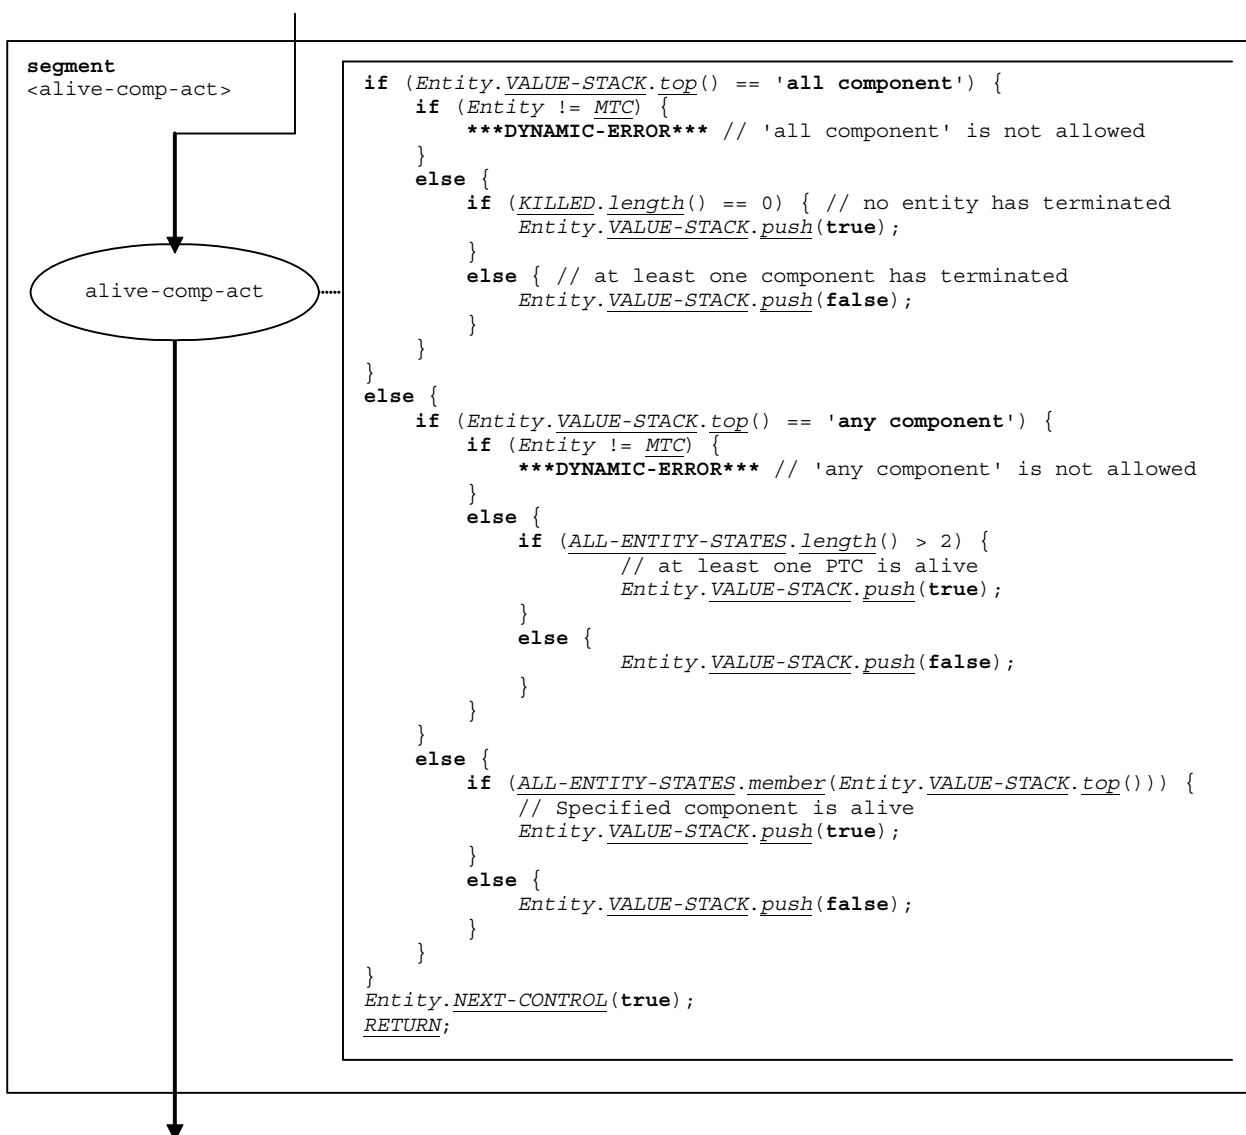 segment
<alive-comp-act>
alive-comp-act
if (Entity.VALUE-STACK.top() == 'all component') {
if (Entity != MTC) {
***DYNAMIC-ERROR*** // 'all component' is not allowed
}
else {
if (KILLED.length() == 0) { // no entity has terminated
Entity.VALUE-STACK.push(true);
}
else { // at least one component has terminated
Entity.VALUE-STACK.push(false);
}
}
}
else {
if (Entity.VALUE-STACK.top() == 'any component') {
if (Entity != MTC) {
***DYNAMIC-ERROR*** // 'any component' is not allowed
}
else {
if (ALL-ENTITY-STATES.length() > 2) {
// at least one PTC is alive
Entity.VALUE-STACK.push(true);
}
else {
Entity.VALUE-STACK.push(false);
}
}
}
else {
if (ALL-ENTITY-STATES.member(Entity.VALUE-STACK.top())) {
// Specified component is alive
Entity.VALUE-STACK.push(true);
}
else {
Entity.VALUE-STACK.push(false);
}
}
}
Entity.NEXT-CONTROL(true);
RETURN;